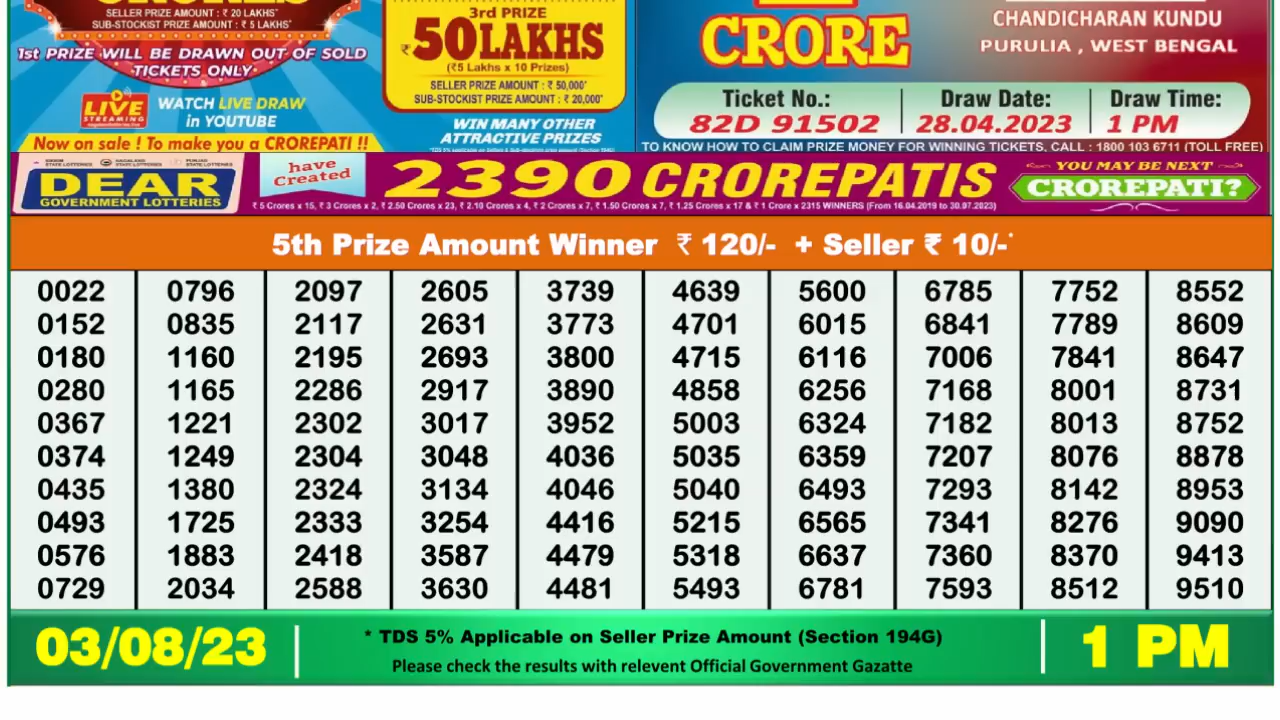 SELLER PRIZE AMOUNT : ₹ 20 LAKHS*
SUB-STOCKIST PRIZE AMOUNT : ₹ 5 LAKHS*
1st PRIZE WILL BE DRAWN OUT OF SOLD
TICKETS ONLY*
LIVE
STREAMING
WATCH LIVE DRAW
in YOUTUBE
Now on sale ! To make you a CROREPATI !!
3rd PRIZE
₹50LAKHS
(₹5 Lakhs x 10 Prizes)
SELLER PRIZE AMOUNT : ₹ 50,000*
SUB-STOCKIST PRIZE AMOUNT : ₹ 20,000*
WIN MANY OTHER
ATTRACTIVE PRIZES
CRORE
CHANDICHARAN KUNDU
PURULIA , WEST BENGAL
Ticket No.: Draw Date: Draw Time:
82D 91502 28.04.2023 1 PM
TO KNOW HOW TO CLAIM PRIZE MONEY FOR WINNING TICKETS, CALL : 1800 103 6711 (TOLL FREE)
DEAR
GOVERNMENT LOTTERIES
have
Created
2390 CROREPATIS
₹ 5 Crores x 15, ₹ 3 Crores x 2, ₹ 2.50 Crores x 23, ₹ 2.10 Crores x 4, ₹ 2 Crores x 7, ₹ 1.50 Crores x 7, ₹ 1.25 Crores x 17 & ₹ 1 Crore x 2315 WINNERS (From 16.04.2019 to 30.07.2023)
YOU MAY BE NEXT
CROREPATI?
5th Prize Amount Winner ₹ 120/- + Seller ₹ 10/-*
0022 0796 2097 2605 3739 4639 5600 6785 7752 8552
0152 0835 2117 2631 3773 4701 6015 6841 7789 8609
0180 1160 2195 2693 3800 4715 6116 7006 7841 8647
0280 1165 2286 2917 3890 4858 6256 7168 8001 8731
0367 1221 2302 3017 3952 5003 6324 7182 8013 8752
0374 1249 2304 3048 4036 5035 6359 7207 8076 8878
0435 1380 2324 3134 4046 5040 6493 7293 8142 8953
0493 1725 2333 3254 4416 5215 6565 7341 8276 9090
0576 1883 2418 3587 4479 5318 6637 7360 8370 9413
0729 2034 2588 3630 4481 5493 6781 7593 8512 9510
03/08/23
* TDS 5% Applicable on Seller Prize Amount (Section 194G)
Please check the results with relevent Official Government Gazatte
1 PM